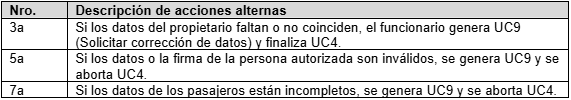 Nro. Descripción de acciones alternas
3a Si los datos del propietario faltan o no coinciden, el funcionario genera UC9
(Solicitar corrección de datos) y finaliza UC4.
5a Si los datos o la firma de la persona autorizada son inválidos, se genera UC9 y se
aborta UC4.
7a Si los datos de los pasajeros están incompletos, se genera UC9 y se aborta UC4.